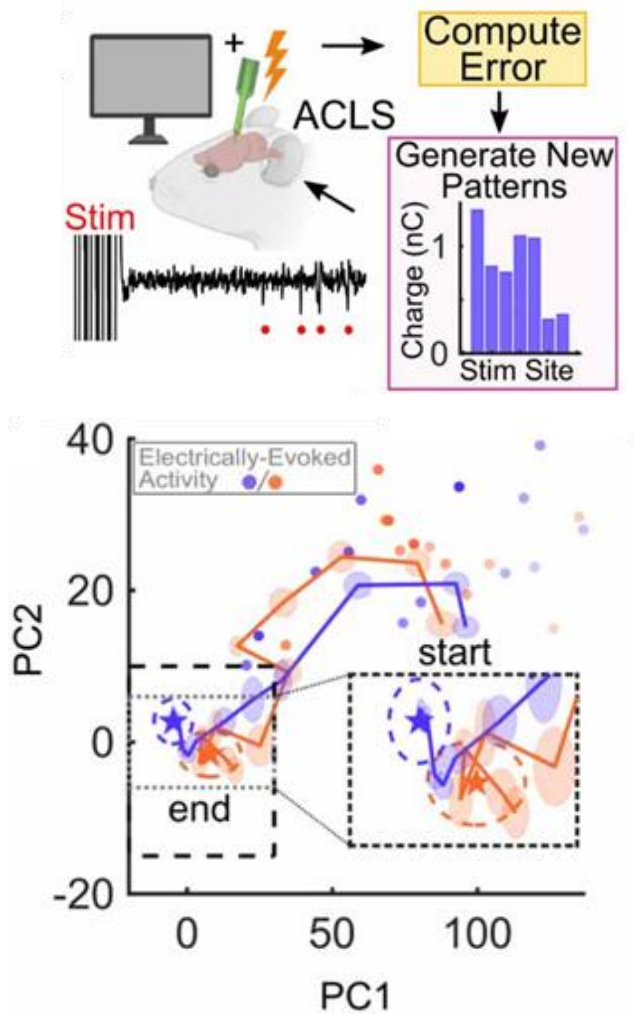 +
Compute
Error
ACLS
Generate New
Patterns
Stim
Charge (nC)
1
0
Stim Site
40
Electrically-Evoked
Activity /
20
PC2
start
0
end
-20
0 50 100
PC1